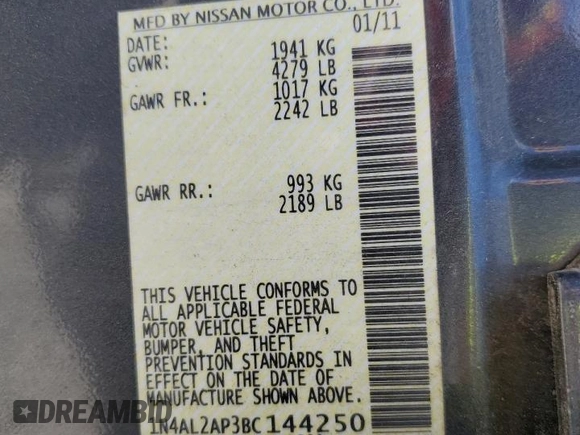 MFD BY NISSAN MOTOR CO., LTD.
DATE: 01/11
GVWR: 1941 KG
4279 LB
GAWR FR.: 1017 KG
2242 LB
GAWR RR.: 993 KG
2189 LB
THIS VEHICLE CONFORMS TO
ALL APPLICABLE FEDERAL
MOTOR VEHICLE SAFETY,
BUMPER, AND THEFT
PREVENTION STANDARDS IN
EFFECT ON THE DATE OF
MANUFACTURE SHOWN ABOVE.
1N4AL2AP3BC144250
DREAMBID